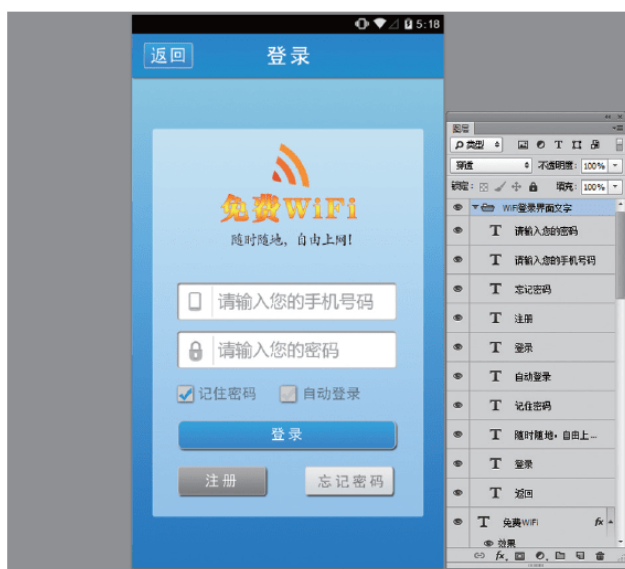 5:18
返回
登录
免费WiFi
随时随地，自由上网!
请输入您的手机号码
请输入您的密码
记住密码
自动登录
登录
注册
忘记密码
图层
类型
穿透
不透明度: 100%
锁定:
填充: 100%
WiFi登录界面文字
T 请输入您的密码
T 请输入您的手机号码
T 忘记密码
T 注册
T 登录
T 自动登录
T 记住密码
T 随时随地，自由上...
T 登录
T 返回
T 免费WiFi fx
效果
fx